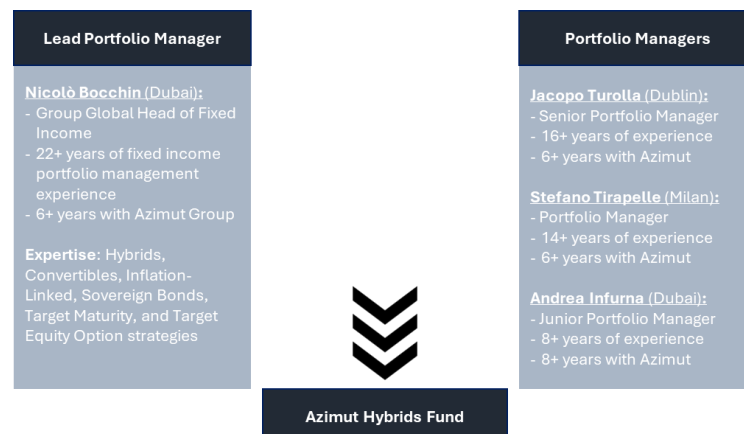 Lead Portfolio Manager
Nicolò Bocchin (Dubai):
- Group Global Head of Fixed
Income
- 22+ years of fixed income
portfolio management
experience
- 6+ years with Azimut Group
Expertise: Hybrids,
Convertibles, Inflation-
Linked, Sovereign Bonds,
Target Maturity, and Target
Equity Option strategies
Portfolio Managers
Jacopo Turolla (Dublin):
- Senior Portfolio Manager
- 16+ years of experience
- 6+ years with Azimut
Stefano Tirapelle (Milan):
- Portfolio Manager
- 14+ years of experience
- 6+ years with Azimut
Andrea Infurna (Dubai):
- Junior Portfolio Manager
- 8+ years of experience
- 8+ years with Azimut
Azimut Hybrids Fund